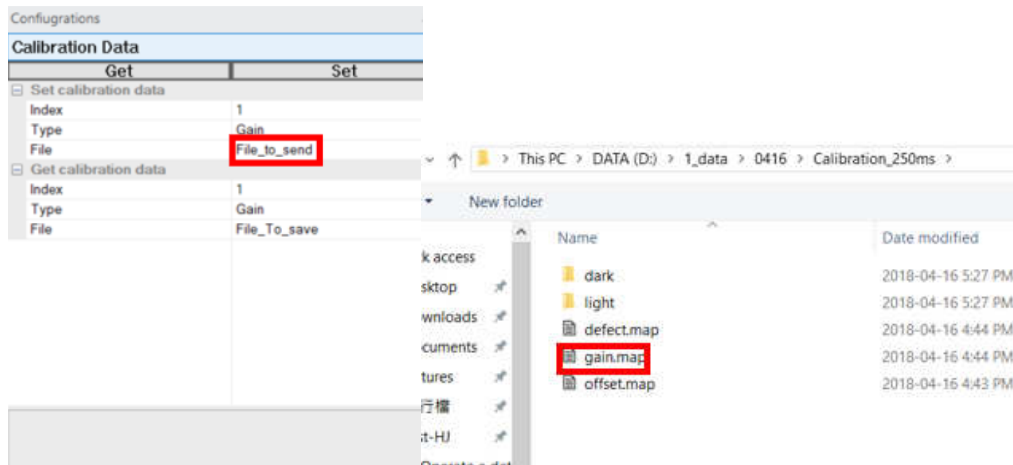 Confiugrations
Calibration Data
Get Set
Set calibration data
Index 1
Type Gain
File File_to_send
Get calibration data
Index 1
Type Gain
File File_To_save
This PC > DATA (D:) > 1_data > 0416 > Calibration_250ms >
New folder
Name Date modified
k access
sktop
wnloads
cuments
tures
行檔
st-HJ
dark 2018-04-16 5:27 PM
light 2018-04-16 5:27 PM
defect.map 2018-04-16 4:44 PM
gain.map 2018-04-16 4:44 PM
offset.map 2018-04-16 4:43 PM